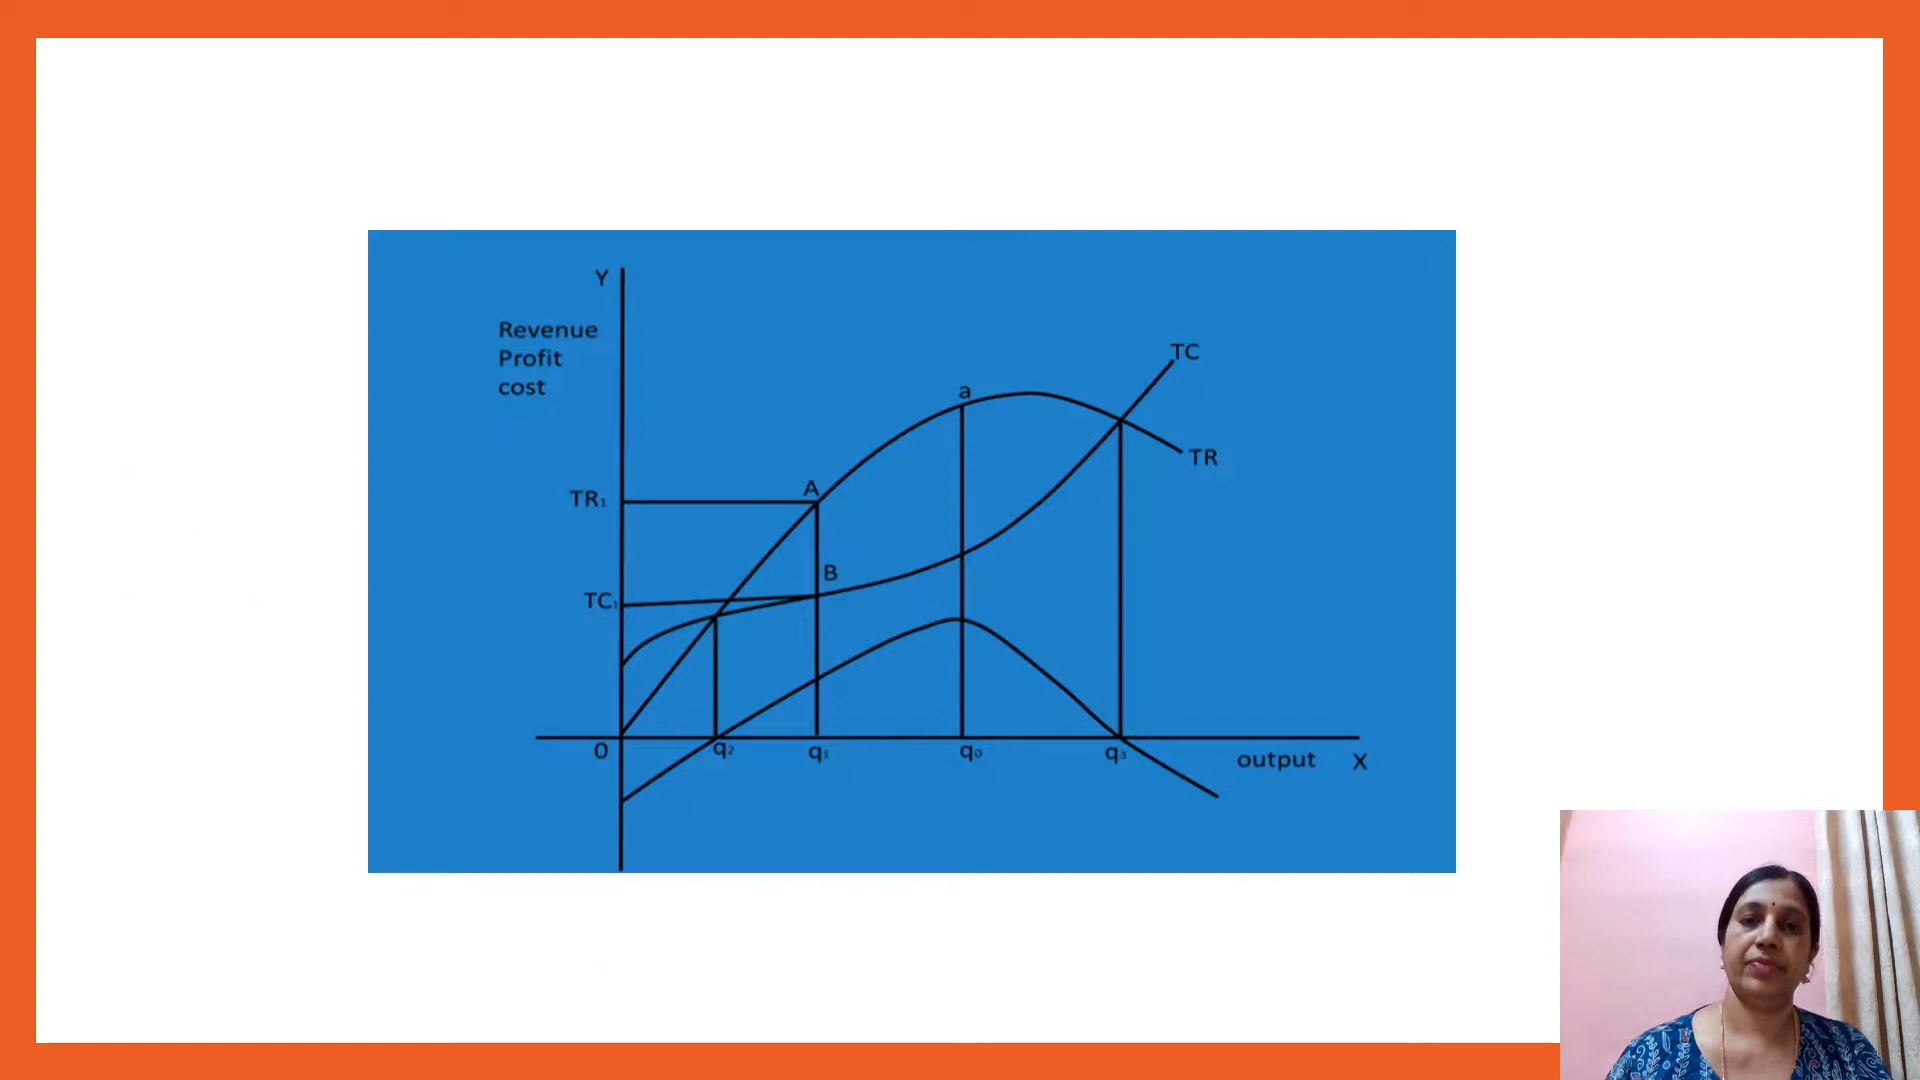 Y
Revenue
Profit
cost
TC
a
TR
A
TR₁
B
TC₁
0
q₂
q₁
q₀
q₃
output
X